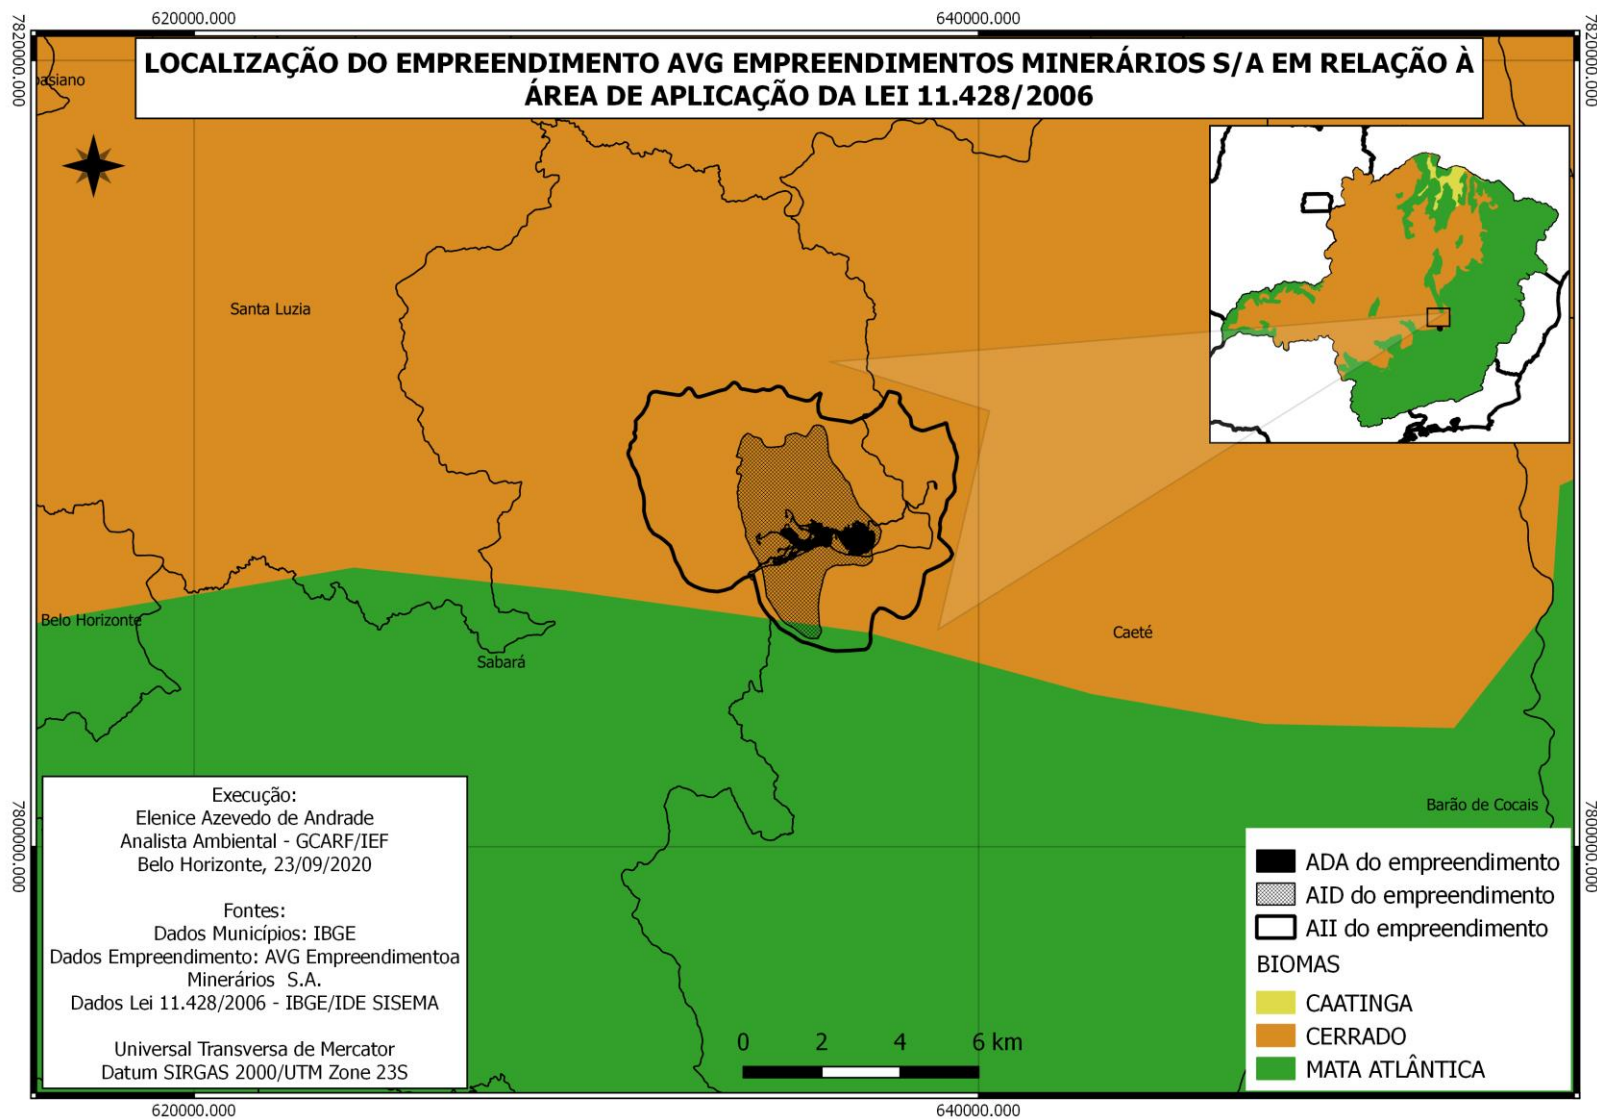 620000.000
640000.000
7820000.000
7820000.000
LOCALIZAÇÃO DO EMPREENDIMENTO AVG EMPREENDIMENTOS MINERÁRIOS S/A EM RELAÇÃO À
ÁREA DE APLICAÇÃO DA LEI 11.428/2006
pasiano
Santa Luzia
Belo Horizonte
Sabará
Caeté
Barão de Cocais
7800000.000
7800000.000
Execução:
Elenice Azevedo de Andrade
Analista Ambiental - GCARF/IEF
Belo Horizonte, 23/09/2020
Fontes:
Dados Municípios: IBGE
Dados Empreendimento: AVG Empreendimentoa
Minerários S.A.
Dados Lei 11.428/2006 - IBGE/IDE SISEMA
Universal Transversa de Mercator
Datum SIRGAS 2000/UTM Zone 23S
0 2 4 6 km
ADA do empreendimento
AID do empreendimento
AII do empreendimento
BIOMAS
CAATINGA
CERRADO
MATA ATLÂNTICA
620000.000
640000.000